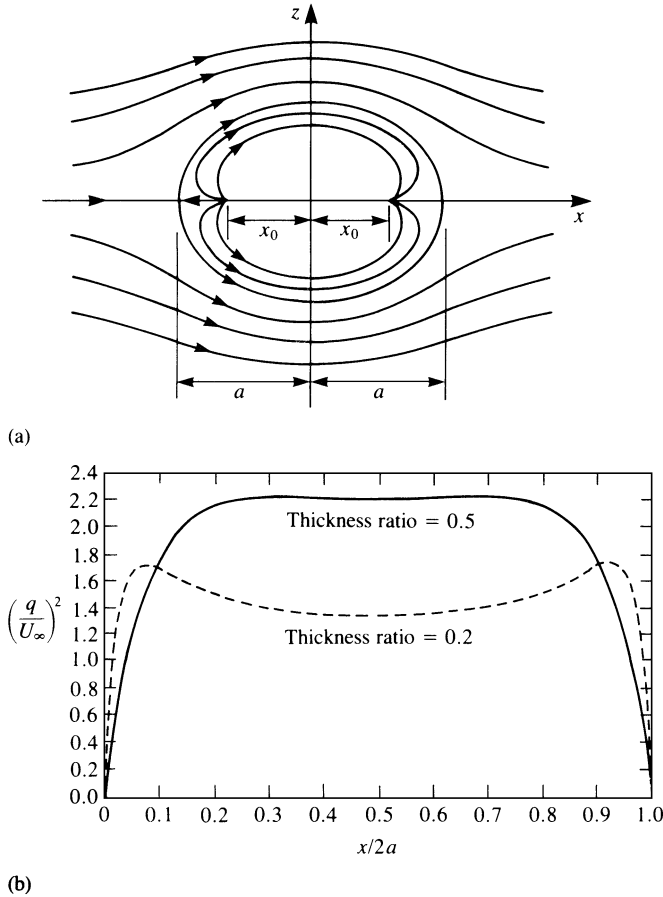 z
x
x₀ x₀
a a
(a)
2.4
2.2
2.0
1.8
1.6
1.4
1.2
1.0
0.8
0.6
0.4
0.2
0.0
(q/U∞)²
Thickness ratio = 0.5
Thickness ratio = 0.2
0 0.1 0.2 0.3 0.4 0.5 0.6 0.7 0.8 0.9 1.0
x/2a
(b)